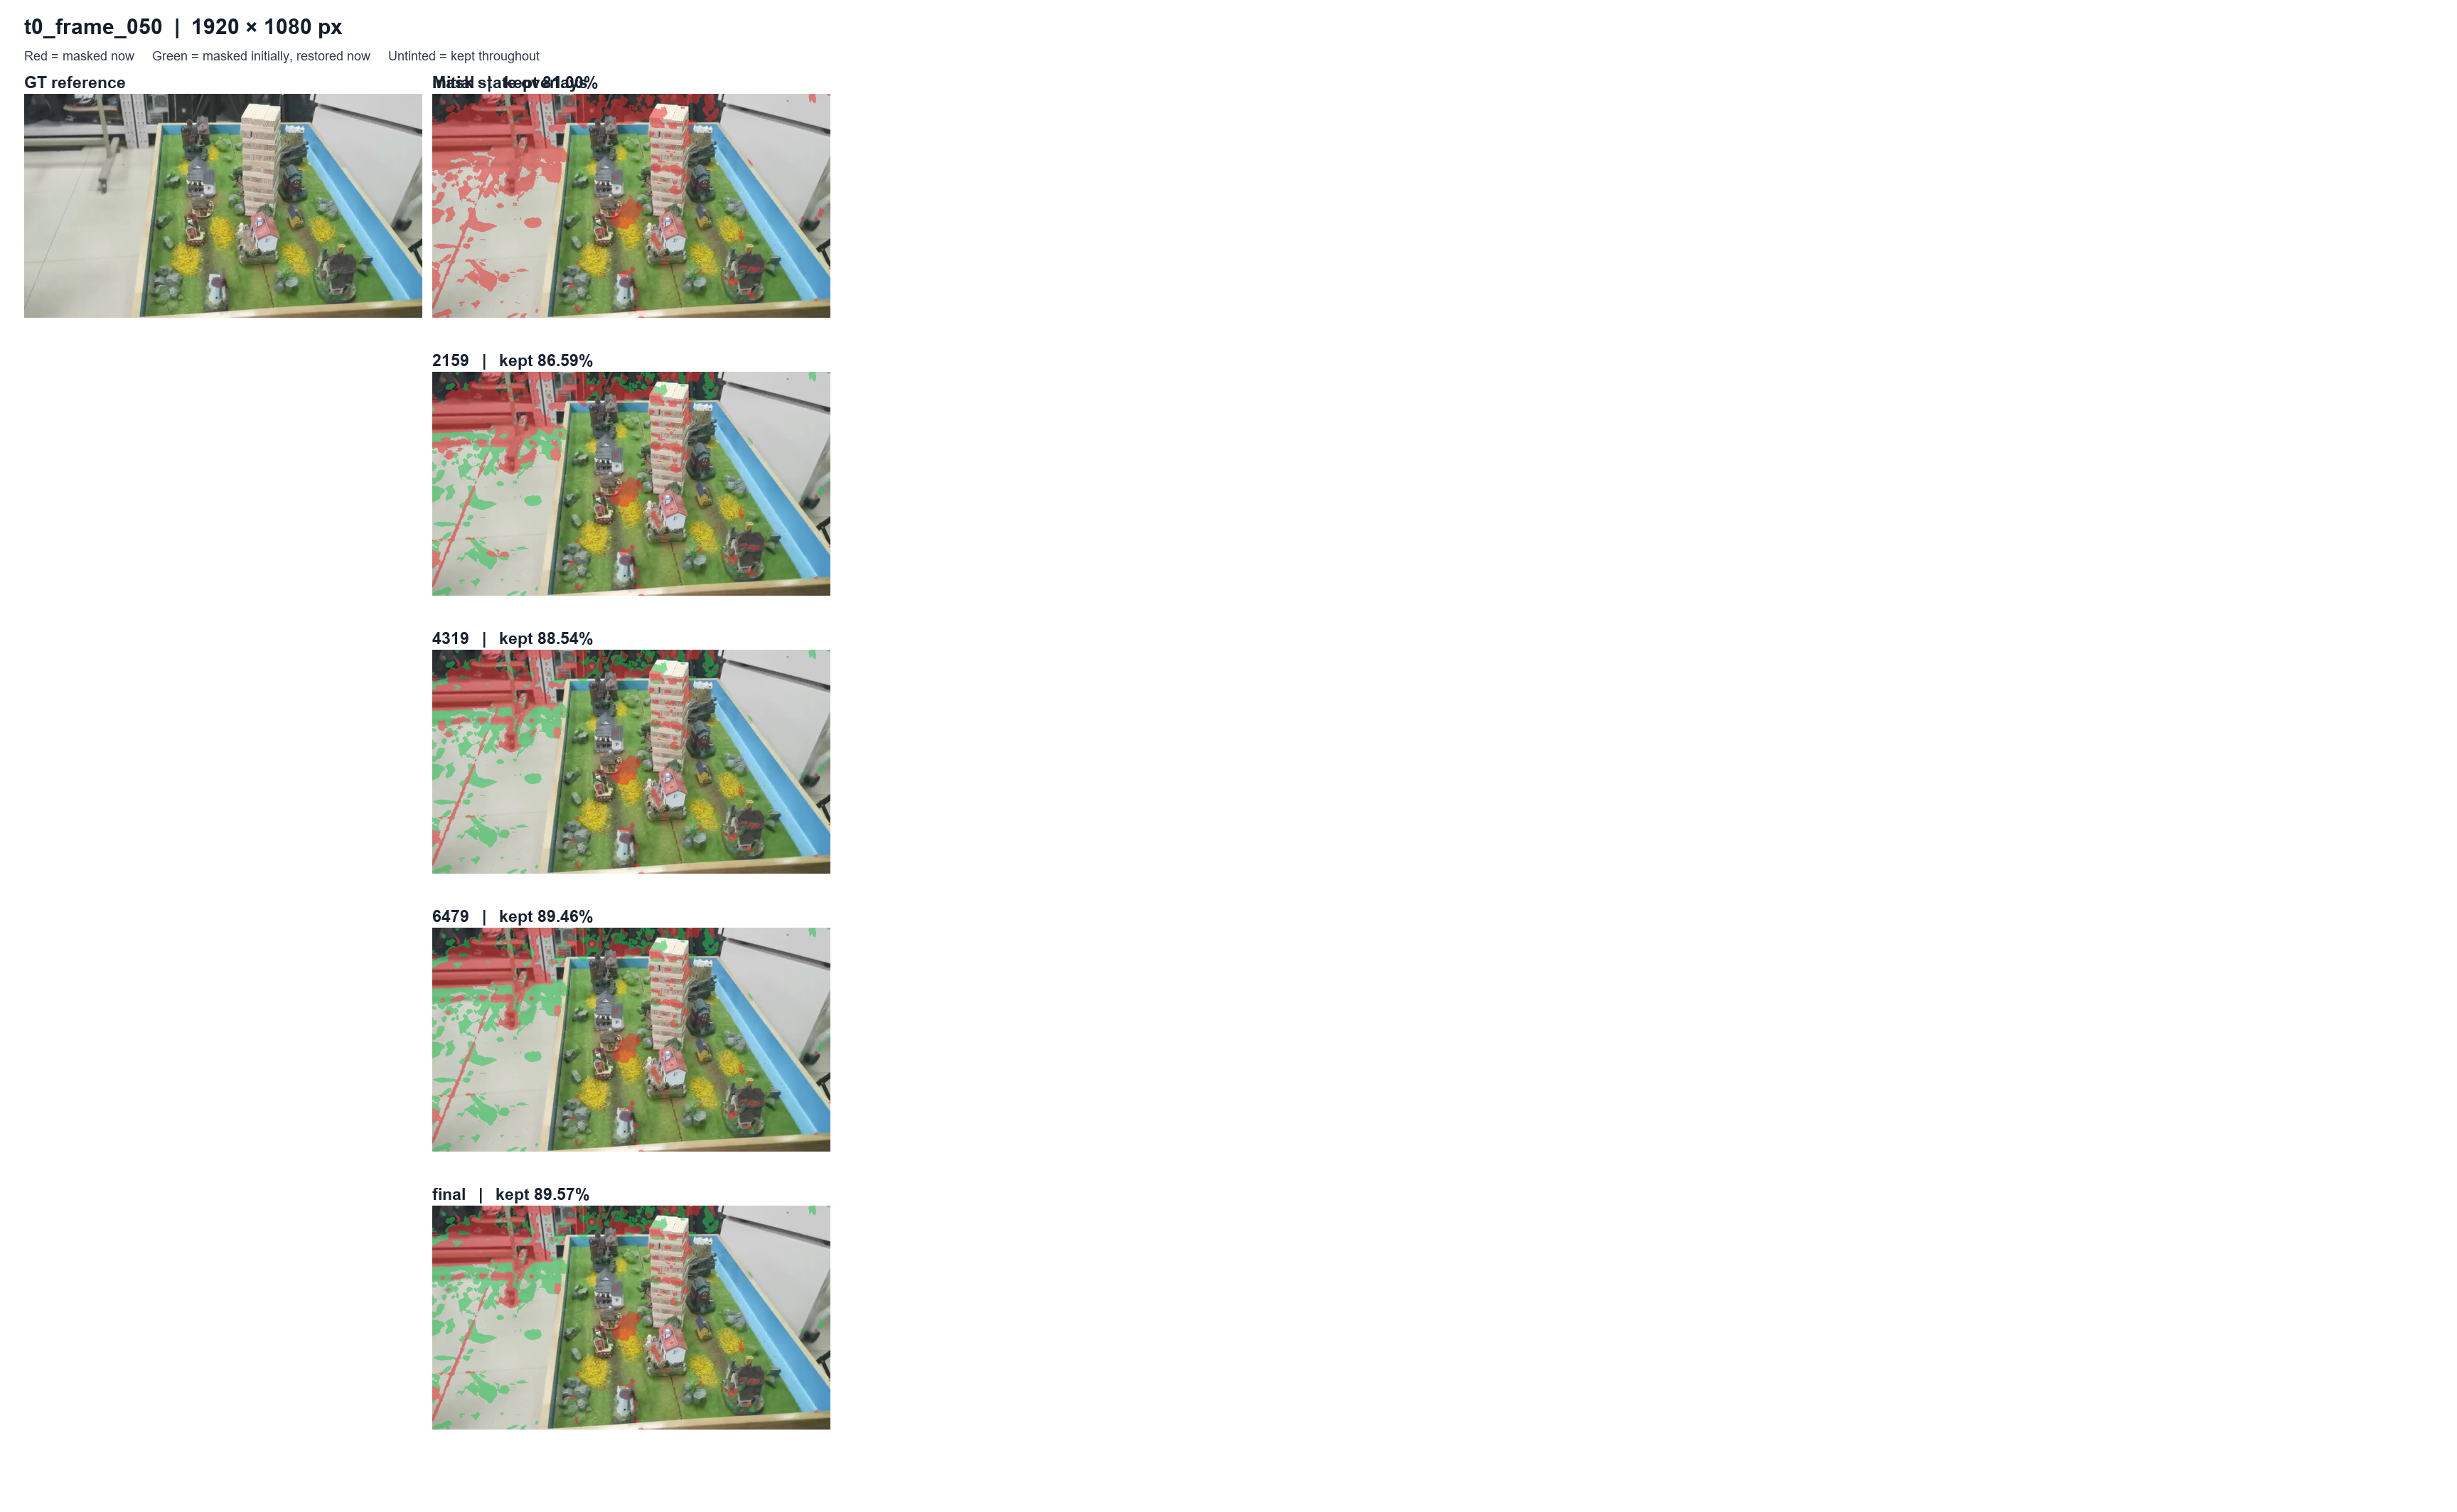 t0_frame_050 | 1920 × 1080 px
Red = masked now Green = masked initially, restored now Untinted = kept throughout
GT reference
2159 | kept 86.59%
4319 | kept 88.54%
6479 | kept 89.46%
final | kept 89.57%